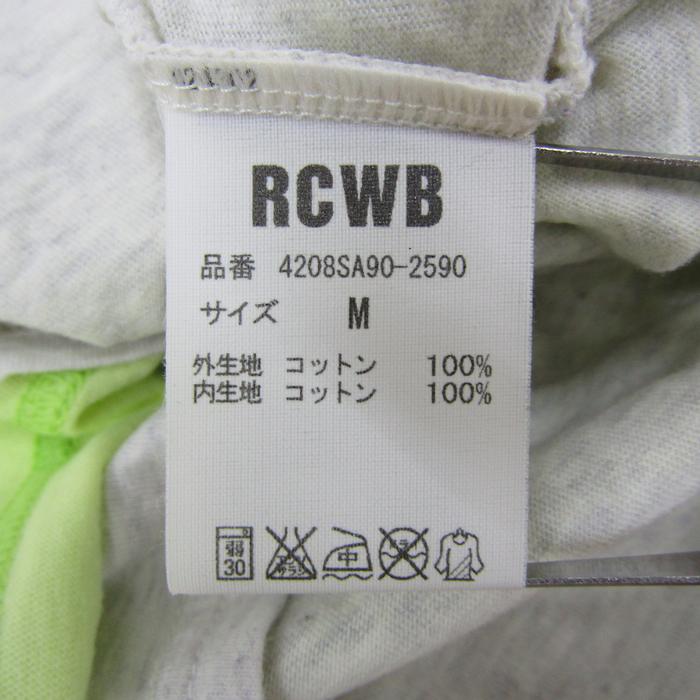 RCWB
品番 4208SA90-2590
サイズ M
外生地 コットン 100%
内生地 コットン 100%
弱 30 中